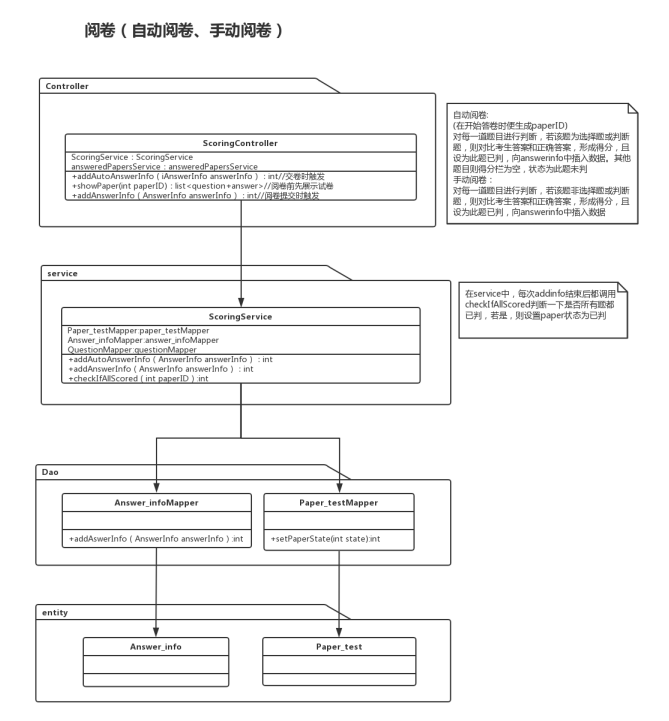 阅卷（自动阅卷、手动阅卷）
Controller
ScoringController
ScoringService：ScoringService
answeredPapersService：answeredPapersService
+addAutoAnswerInfo（iAnswerInfo answerInfo）：int//交卷时触发
+showPaper(int paperID)：list<question+answer>//阅卷前先展示试卷
+addAnswerInfo（AnswerInfo answerInfo）：int//阅卷提交时触发
自动阅卷:
(在开始答卷时便生成paperID)
对每一道题目进行判断，若该题为选择题或判断
题，则对比考生答案和正确答案，形成得分，且
设为此题已判，向answerinfo中插入数据。其他
题目则得分栏为空，状态为此题未判
手动阅卷：
对每一道题目进行判断，若该题非选择题或判断
题，则对比考生答案和正确答案，形成得分，且
设为此题已判，向answerinfo中插入数据
service
ScoringService
Paper_testMapper:paper_testMapper
Answer_infoMapper:answer_infoMapper
QuestionMapper:questionMapper
+addAutoAnswerInfo（AnswerInfo answerInfo）：int
+addAnswerInfo（AnswerInfo answerInfo）：int
+checkIfAllScored（int paperID）:int
在service中，每次addinfo结束后都调用
checkIfAllScored判断一下是否所有题都
已判，若是，则设置paper状态为已判
Dao
Answer_infoMapper
+addAswerInfo（AnswerInfo answerInfo）:int
Paper_testMapper
+setPaperState(int state):int
entity
Answer_info
Paper_test